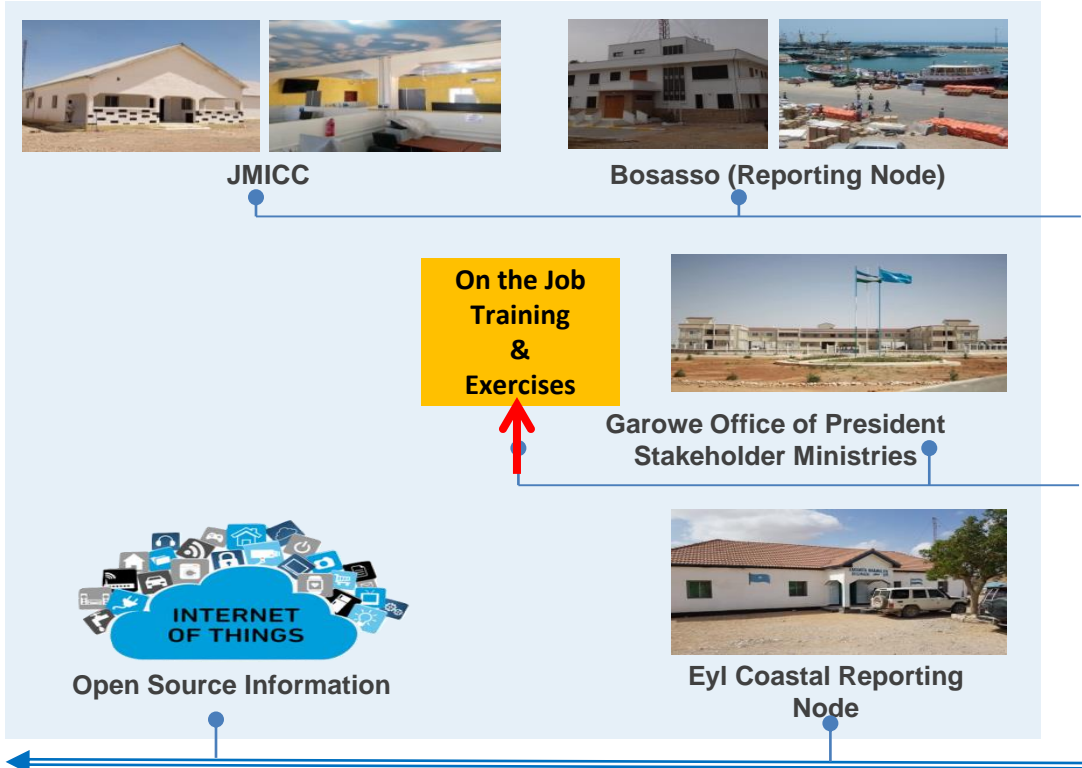 JMICC
Bosasso (Reporting Node)
On the Job
Training
&
Exercises
Garowe Office of President
Stakeholder Ministries
INTERNET
OF THINGS
Open Source Information
Eyl Coastal Reporting
Node